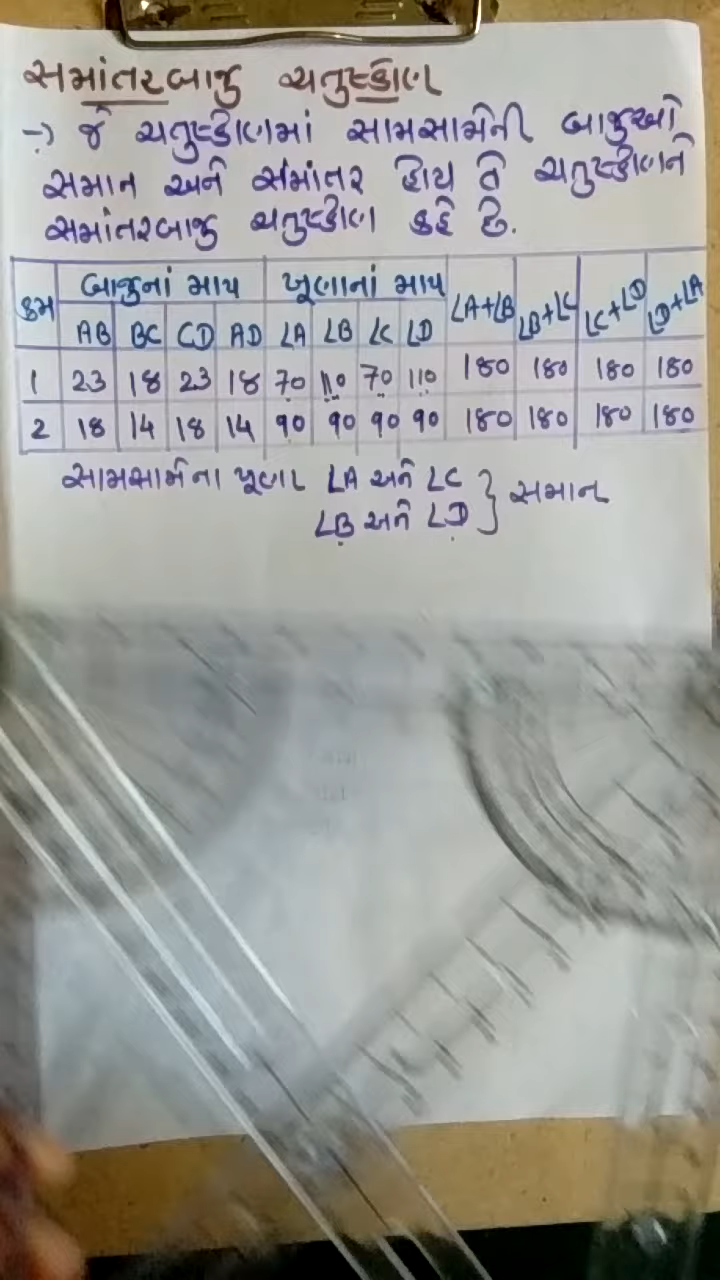 સમાંતરબાજુ ચતુષ્કોણ
→ જે ચતુષ્કોણમાં સામસામેની બાજુઓ
સમાન અને સમાંતર હોય તે ચતુષ્કોણને
સમાંતરબાજુ ચતુષ્કોણ કહે છે.
ક્રમ બાજુનાં માપ ખૂણાનાં માપ ∠A+∠B ∠B+∠C ∠C+∠D ∠D+∠A
AB BC CD AD ∠A ∠B ∠C ∠D
1 23 18 23 18 70 110 70 110 180 180 180 180
2 18 14 18 14 90 90 90 90 180 180 180 180
સામસામેના ખૂણા ∠A અને ∠C } સમાન
∠B અને ∠D